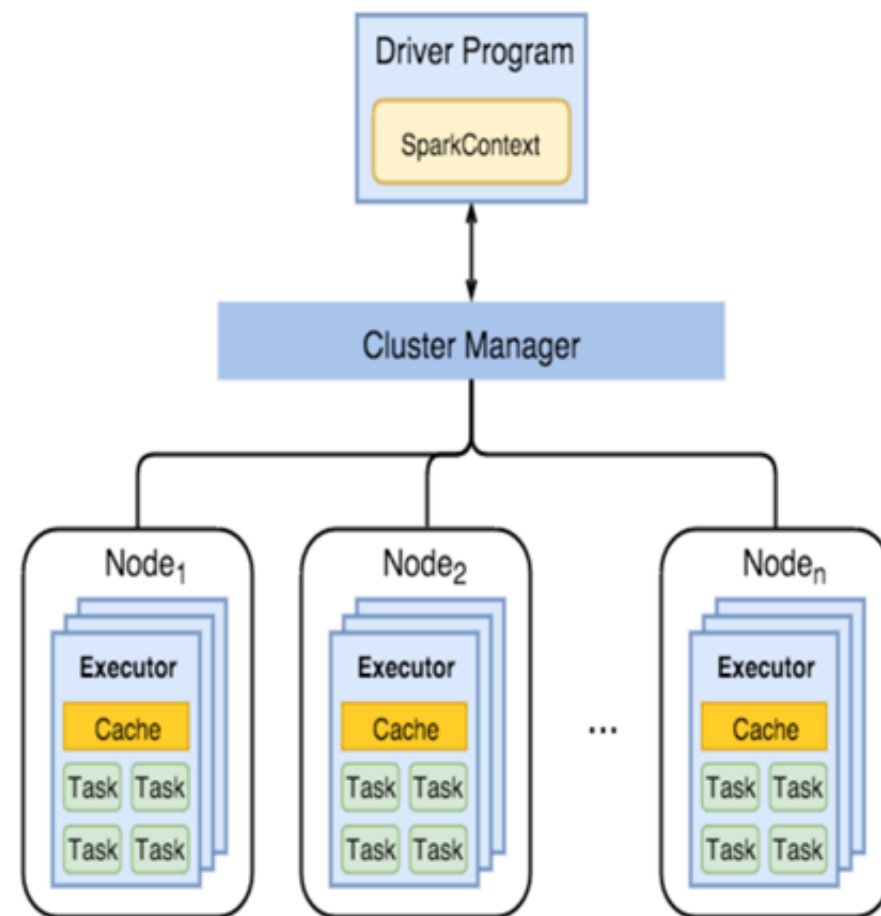 Driver Program
SparkContext
Cluster Manager
Node₁
Executor
Cache
Task Task
Task Task
Node₂
Executor
Cache
Task Task
Task Task
...
Nodeₙ
Executor
Cache
Task Task
Task Task